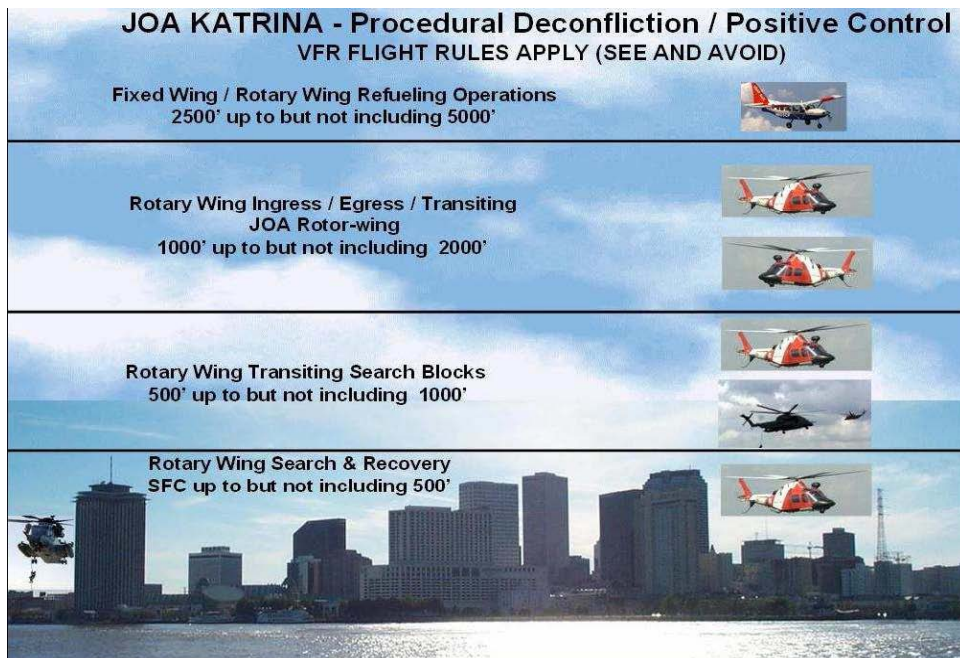 JOA KATRINA - Procedural Deconfliction / Positive Control
VFR FLIGHT RULES APPLY (SEE AND AVOID)
Fixed Wing / Rotary Wing Refueling Operations
2500' up to but not including 5000'
Rotary Wing Ingress / Egress / Transiting
JOA Rotor-wing
1000' up to but not including 2000'
Rotary Wing Transiting Search Blocks
500' up to but not including 1000'
Rotary Wing Search & Recovery
SFC up to but not including 500'